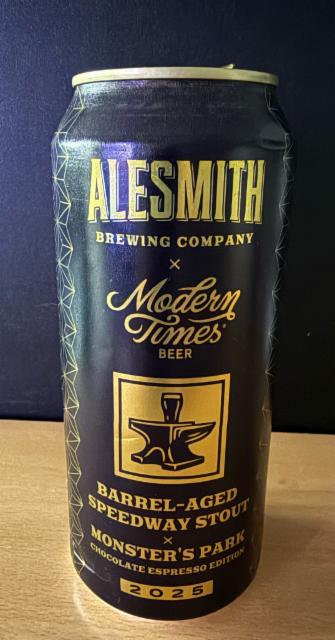 ALESMITH
BREWING COMPANY
×
Modern
Times
BEER
BARREL-AGED
SPEEDWAY STOUT
×
MONSTER'S PARK
CHOCOLATE ESPRESSO EDITION
2025